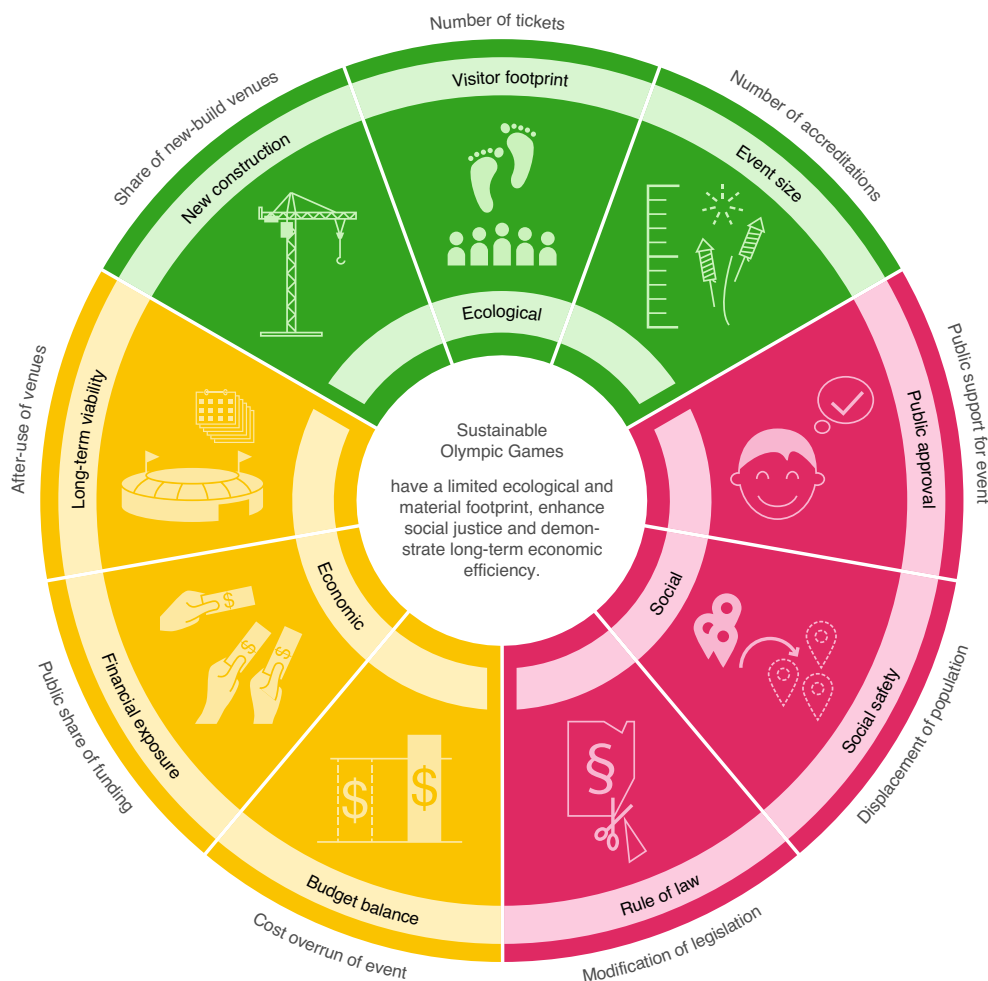 Number of tickets
Visitor footprint
Number of accreditations
Event size
Share of new-build venues
New construction
Ecological
Public support for event
Public approval
Displacement of population
Social safety
Social
Modification of legislation
Rule of law
§
Cost overrun of event
Budget balance
$
$
Public share of funding
Financial exposure
$
$
$
Economic
After-use of venues
Long-term viability
Sustainable
Olympic Games
have a limited ecological and
material footprint, enhance
social justice and demon-
strate long-term economic
efficiency.